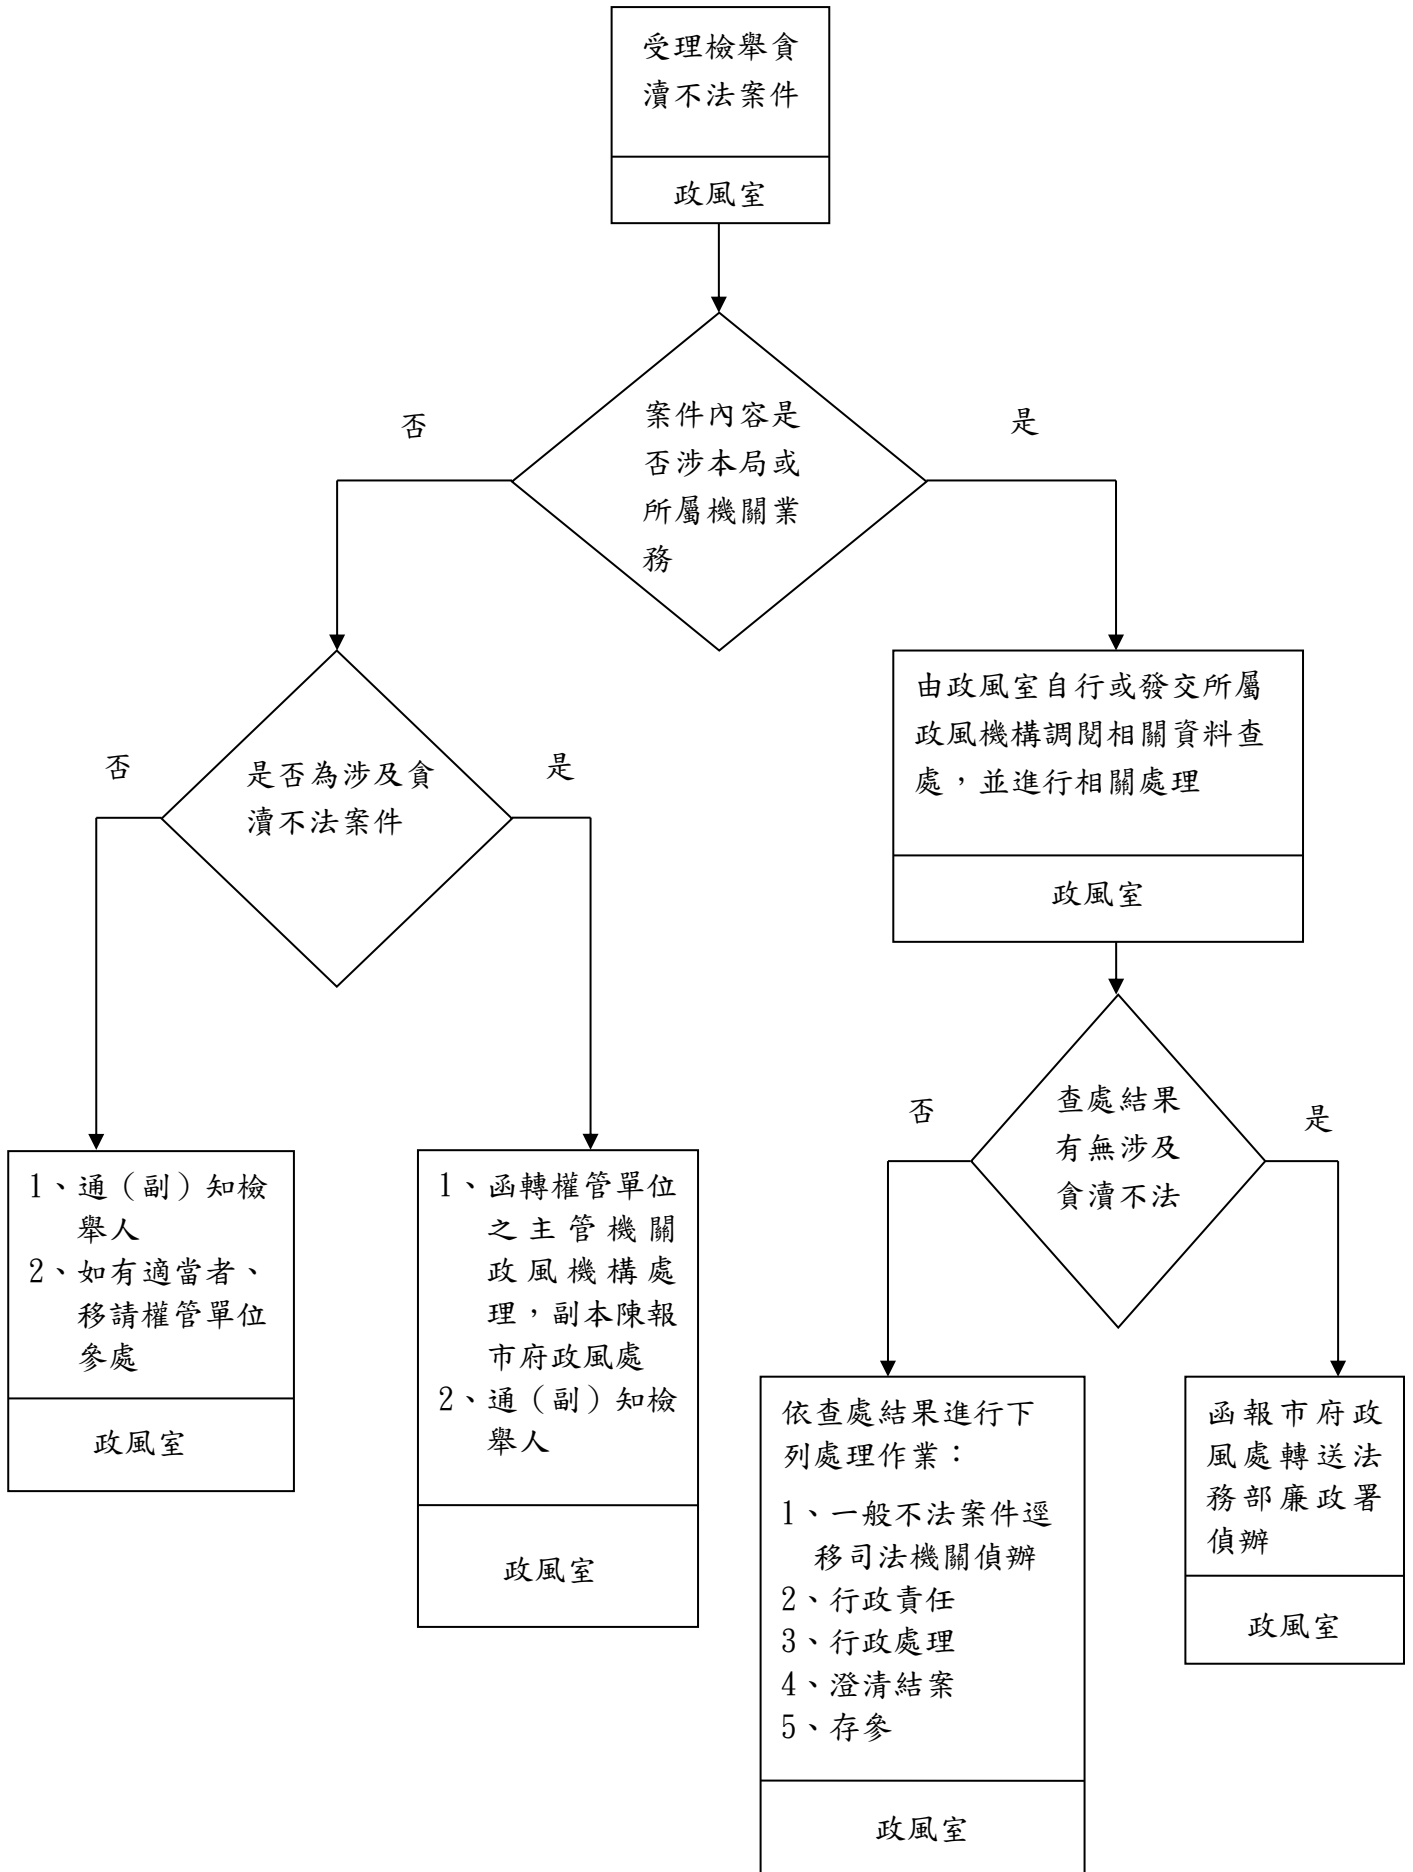 受理檢舉貪
瀆不法案件
政風室
案件內容是
否涉本局或
所屬機關業
務
否
是
是否為涉及貪
瀆不法案件
否
是
由政風室自行或發交所屬
政風機構調閱相關資料查
處，並進行相關處理
政風室
查處結果
有無涉及
貪瀆不法
否
是
1、通（副）知檢
舉人
2、如有適當者、
移請權管單位
參處
政風室
1、函轉權管單位
之主管機關
政風機構處
理，副本陳報
市府政風處
2、通（副）知檢
舉人
政風室
依查處結果進行下
列處理作業：
1、一般不法案件逕
移司法機關偵辦
2、行政責任
3、行政處理
4、澄清結案
5、存參
政風室
函報市府政
風處轉送法
務部廉政署
偵辦
政風室